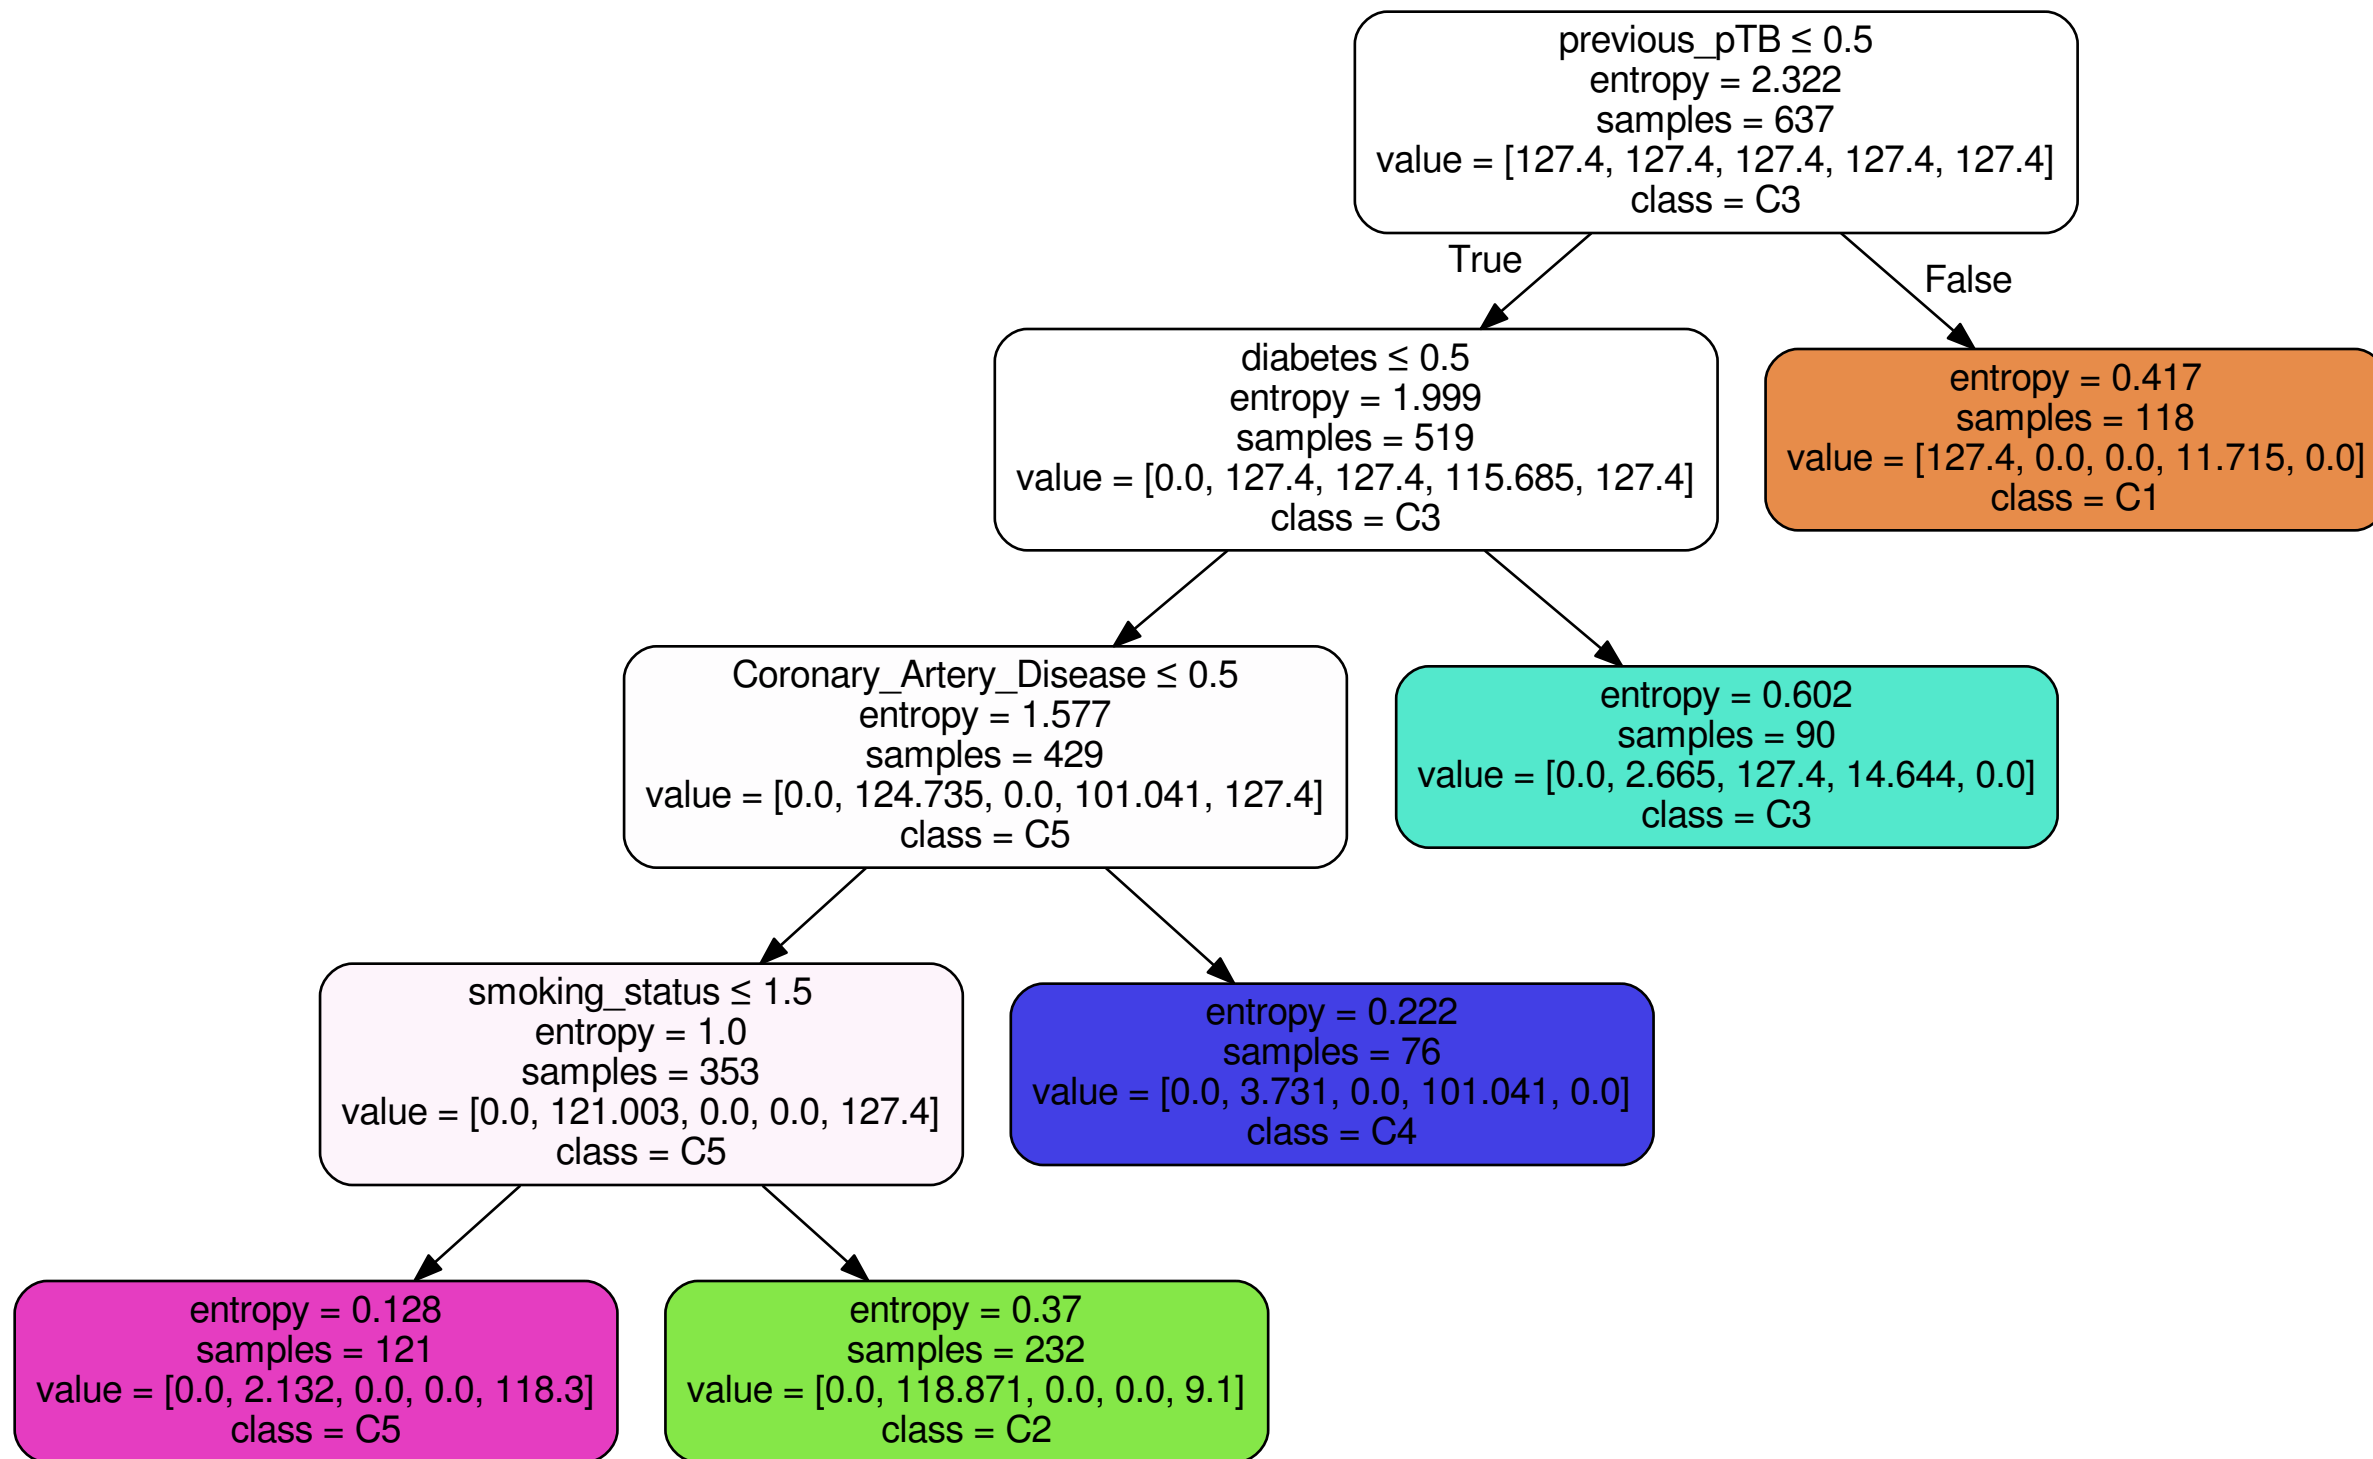 previous_pTB ≤ 0.5
entropy = 2.322
samples = 637
value = [127.4, 127.4, 127.4, 127.4, 127.4]
class = C3
True
False
diabetes ≤ 0.5
entropy = 1.999
samples = 519
value = [0.0, 127.4, 127.4, 115.685, 127.4]
class = C3
entropy = 0.417
samples = 118
value = [127.4, 0.0, 0.0, 11.715, 0.0]
class = C1
Coronary_Artery_Disease ≤ 0.5
entropy = 1.577
samples = 429
value = [0.0, 124.735, 0.0, 101.041, 127.4]
class = C5
entropy = 0.602
samples = 90
value = [0.0, 2.665, 127.4, 14.644, 0.0]
class = C3
smoking_status ≤ 1.5
entropy = 1.0
samples = 353
value = [0.0, 121.003, 0.0, 0.0, 127.4]
class = C5
entropy = 0.222
samples = 76
value = [0.0, 3.731, 0.0, 101.041, 0.0]
class = C4
entropy = 0.128
samples = 121
value = [0.0, 2.132, 0.0, 0.0, 118.3]
class = C5
entropy = 0.37
samples = 232
value = [0.0, 118.871, 0.0, 0.0, 9.1]
class = C2